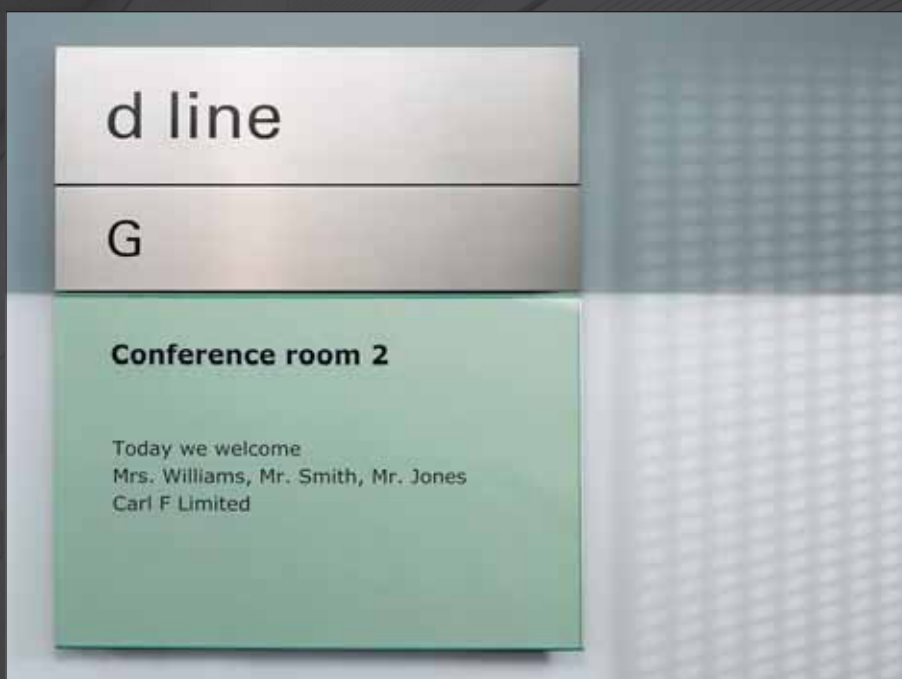 d line
G
Conference room 2
Today we welcome
Mrs. Williams, Mr. Smith, Mr. Jones
Carl F Limited